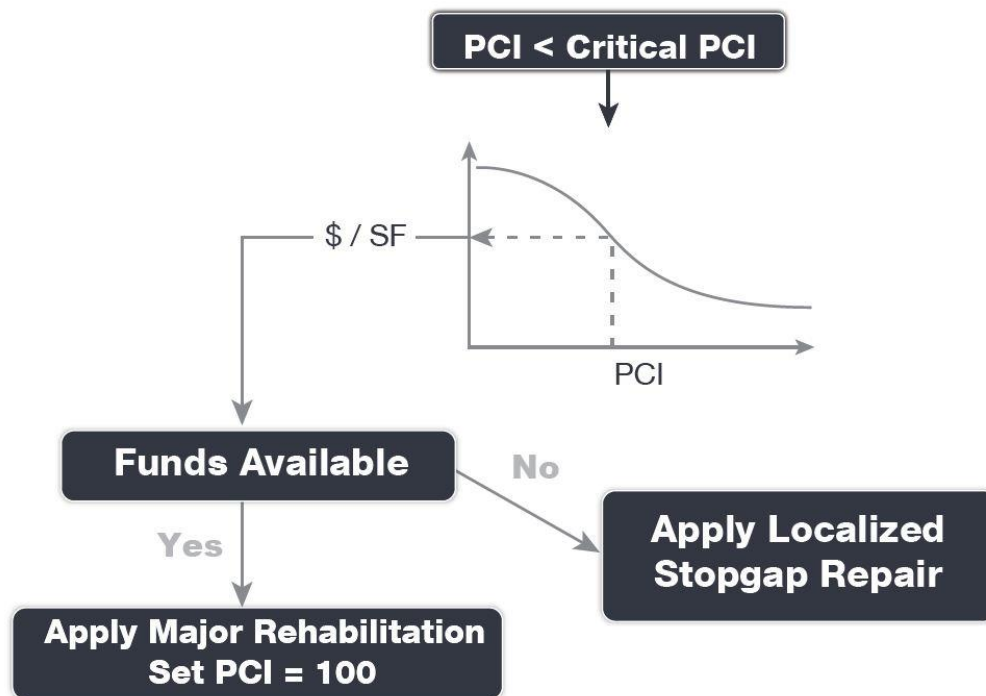 PCI < Critical PCI
$ / SF
PCI
Funds Available
No
Yes
Apply Localized
Stopgap Repair
Apply Major Rehabilitation
Set PCI = 100